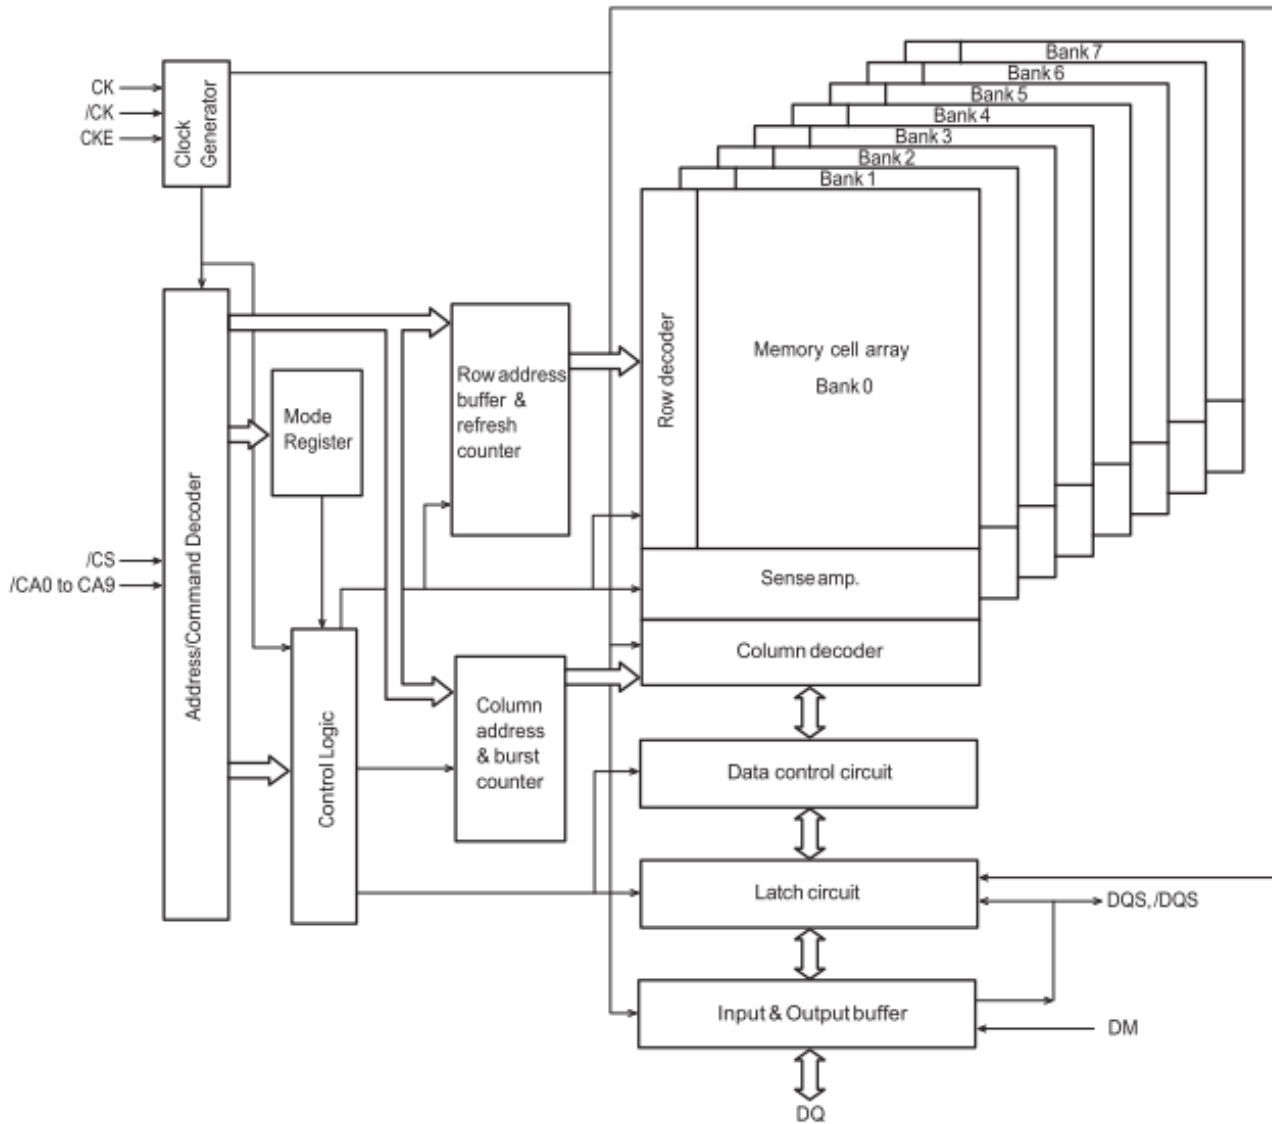 Bank 7
Bank 6
Bank 5
Bank 4
Bank 3
Bank 2
Bank 1
CK
/CK
CKE
Clock
Generator
Row decoder
Memory cell array
Bank 0
Row address
buffer &
refresh
counter
Mode
Register
Address/Command Decoder
/CS
/CA0 to CA9
Sense amp.
Column decoder
Control Logic
Column
address
& burst
counter
Data control circuit
Latch circuit
DQS, /DQS
Input & Output buffer
DM
DQ